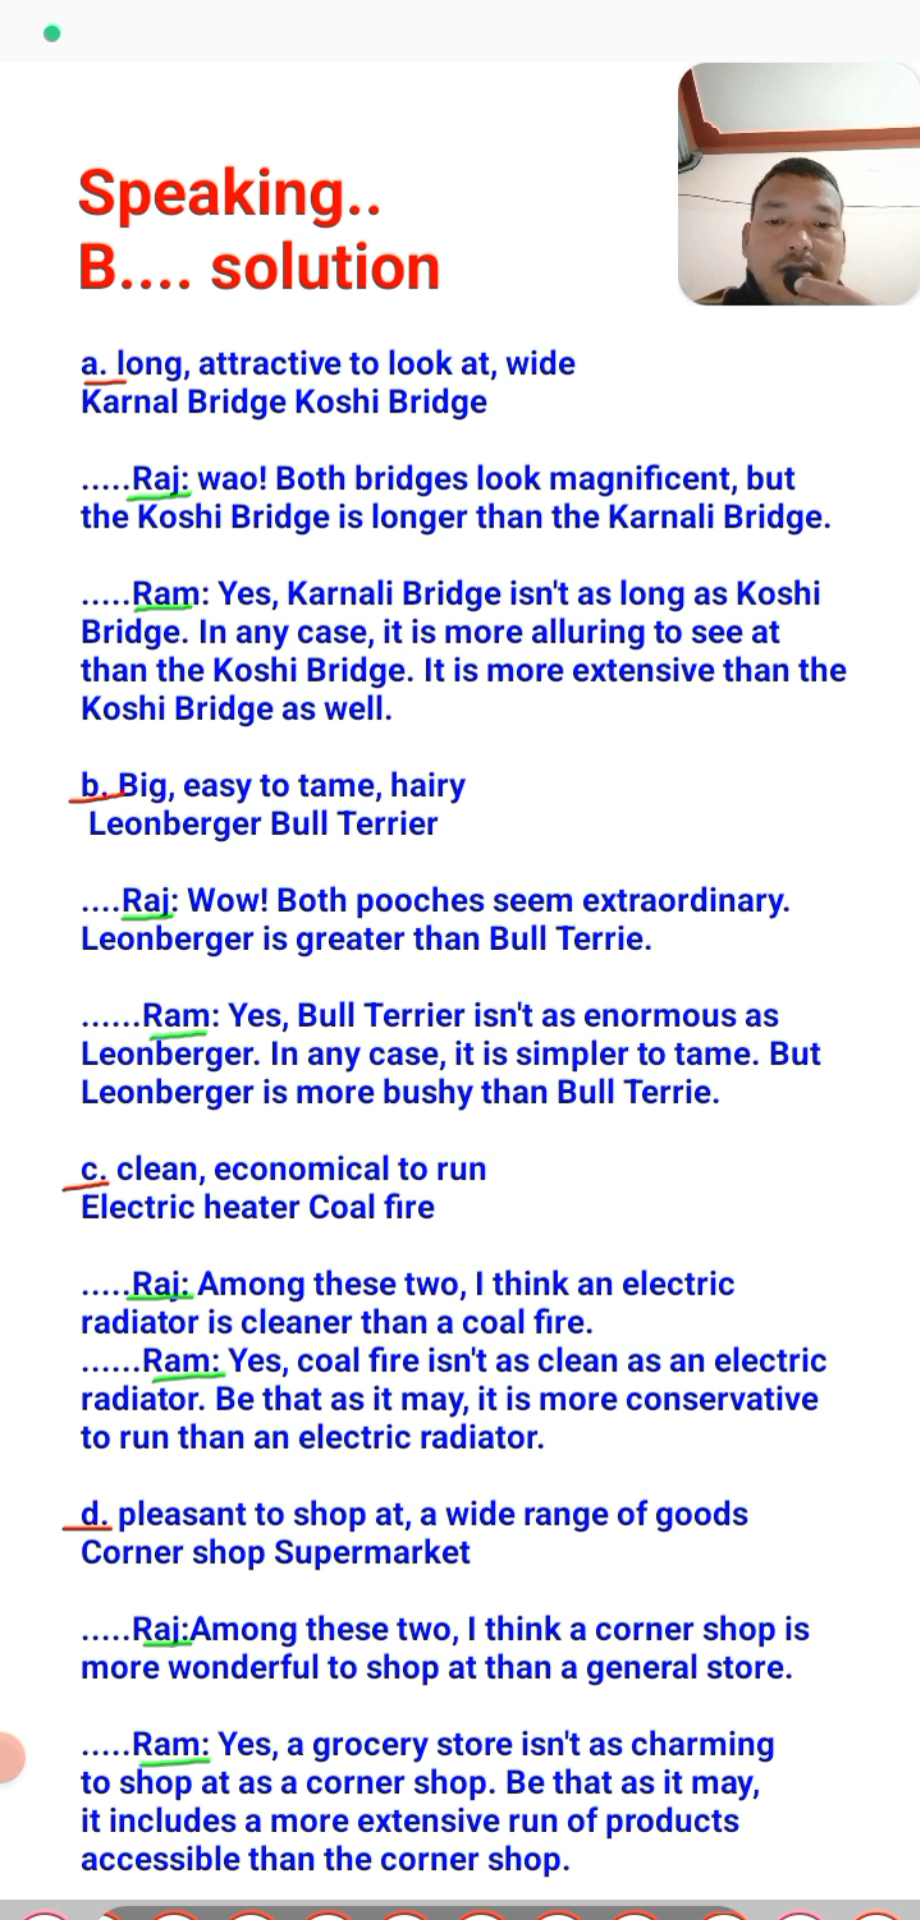 Speaking..
B.... solution
a. long, attractive to look at, wide
Karnal Bridge Koshi Bridge
.....Raj: wao! Both bridges look magnificent, but
the Koshi Bridge is longer than the Karnali Bridge.
.....Ram: Yes, Karnali Bridge isn't as long as Koshi
Bridge. In any case, it is more alluring to see at
than the Koshi Bridge. It is more extensive than the
Koshi Bridge as well.
b. Big, easy to tame, hairy
Leonberger Bull Terrier
....Raj: Wow! Both pooches seem extraordinary.
Leonberger is greater than Bull Terrie.
......Ram: Yes, Bull Terrier isn't as enormous as
Leonberger. In any case, it is simpler to tame. But
Leonberger is more bushy than Bull Terrie.
c. clean, economical to run
Electric heater Coal fire
.....Raj: Among these two, I think an electric
radiator is cleaner than a coal fire.
......Ram: Yes, coal fire isn't as clean as an electric
radiator. Be that as it may, it is more conservative
to run than an electric radiator.
d. pleasant to shop at, a wide range of goods
Corner shop Supermarket
.....Raj:Among these two, I think a corner shop is
more wonderful to shop at than a general store.
.....Ram: Yes, a grocery store isn't as charming
to shop at as a corner shop. Be that as it may,
it includes a more extensive run of products
accessible than the corner shop.